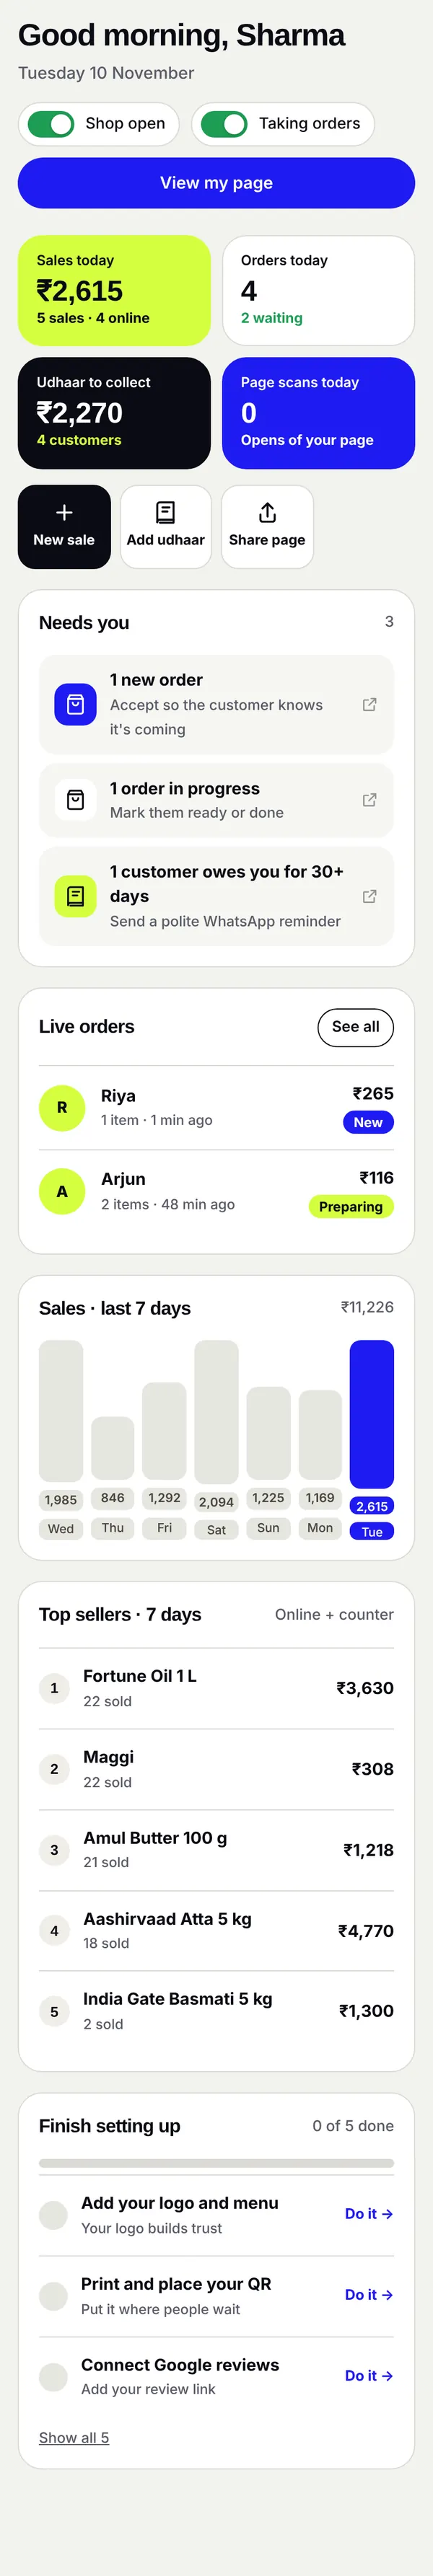 Good morning, Sharma
Tuesday 10 November
Shop open
Taking orders
View my page
Sales today
₹2,615
5 sales · 4 online
Orders today
4
2 waiting
Udhaar to collect
₹2,270
4 customers
Page scans today
0
Opens of your page
New sale
Add udhaar
Share page
Needs you
3
1 new order
Accept so the customer knows
it's coming
1 order in progress
Mark them ready or done
1 customer owes you for 30+
days
Send a polite WhatsApp reminder
Live orders
See all
R
Riya
1 item · 1 min ago
₹265
New
A
Arjun
2 items · 48 min ago
₹116
Preparing
Sales · last 7 days
₹11,226
1,985
846
1,292
2,094
1,225
1,169
2,615
Wed
Thu
Fri
Sat
Sun
Mon
Tue
Top sellers · 7 days
Online + counter
1
Fortune Oil 1 L
22 sold
₹3,630
2
Maggi
22 sold
₹308
3
Amul Butter 100 g
21 sold
₹1,218
4
Aashirvaad Atta 5 kg
18 sold
₹4,770
5
India Gate Basmati 5 kg
2 sold
₹1,300
Finish setting up
0 of 5 done
Add your logo and menu
Your logo builds trust
Do it →
Print and place your QR
Put it where people wait
Do it →
Connect Google reviews
Add your review link
Do it →
Show all 5